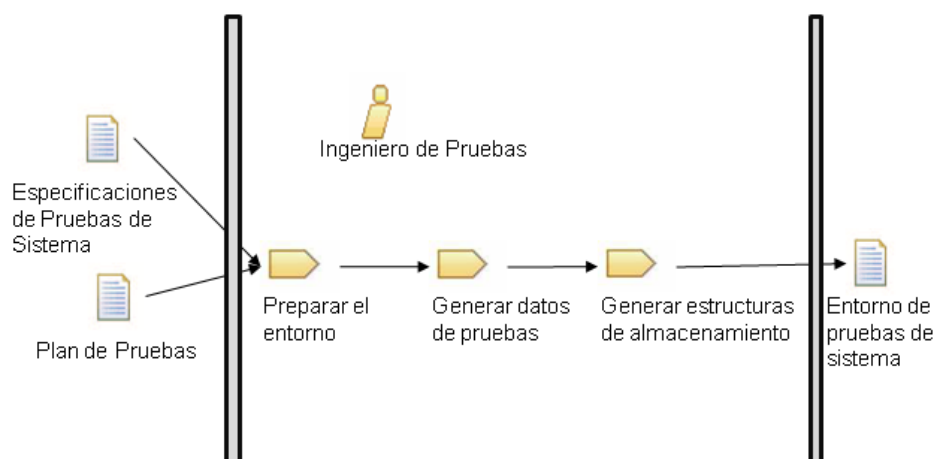 Ingeniero de Pruebas
Especificaciones
de Pruebas de
Sistema
Plan de Pruebas
Preparar el
entorno
Generar datos
de pruebas
Generar estructuras
de almacenamiento
Entorno de
pruebas de
sistema